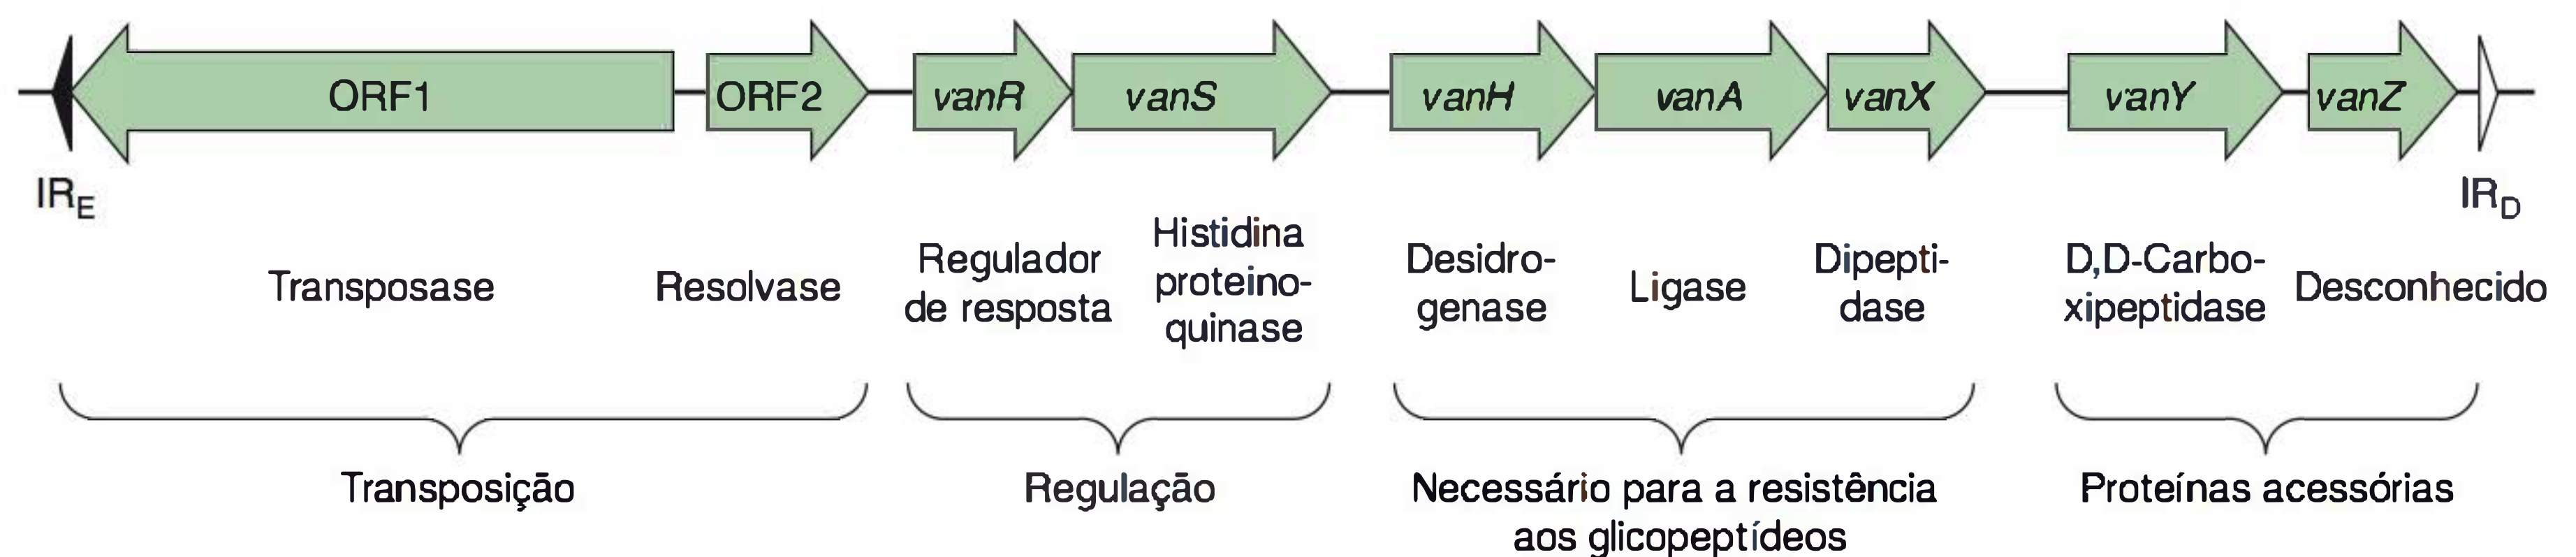 ORF1 ORF2 vanR vanS vanH vanA vanX vanY vanZ
IRE IRD
Transposase
Resolvase
Regulador
de resposta
Histidina
proteino-
quinase
Desidro-
genase
Ligase
Dipepti-
dase
D,D-Carbo-
xipeptidase
Desconhecido
Transposição
Regulação
Necessário para a resistência
aos glicopeptídeos
Proteínas acessórias